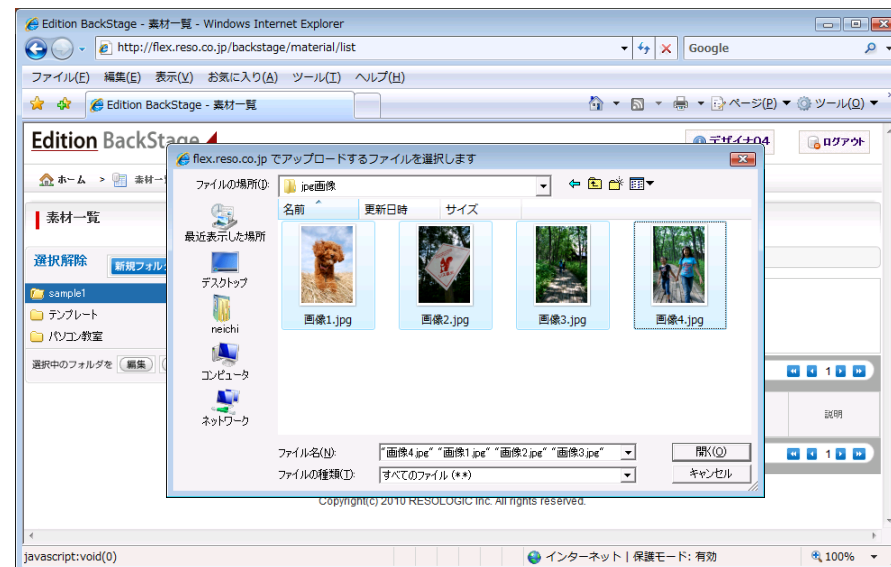 Edition BackStage - 素材一覧 - Windows Internet Explorer
http://flex.reso.co.jp/backstage/material/list
Google
ファイル(F) 編集(E) 表示(V) お気に入り(A) ツール(T) ヘルプ(H)
Edition BackStage - 素材一覧
ページ(P) ツール(O)
Edition BackStage
デザイナ04 ログアウト
flex.reso.co.jp でアップロードするファイルを選択します
ホーム > 素材一
ファイルの場所(I): jpg画像
素材一覧
名前 更新日時 サイズ
最近表示した場所
選択解除 新規フォル
デスクトップ
sample1
テンプレート
パソコン教室
画像1.jpg 画像2.jpg 画像3.jpg 画像4.jpg
neichi
選択中のフォルダを 編集
コンピュータ
1
説明
ネットワーク
ファイル名(N): "画像4.jpg" "画像1.jpg" "画像2.jpg" "画像3.jpg" 開く(O)
1
ファイルの種類(T): すべてのファイル (*.*) キャンセル
Copyright(c) 2010 RESOLOGIC Inc. All rights reserved.
javascript:void(0) インターネット | 保護モード: 有効 100%